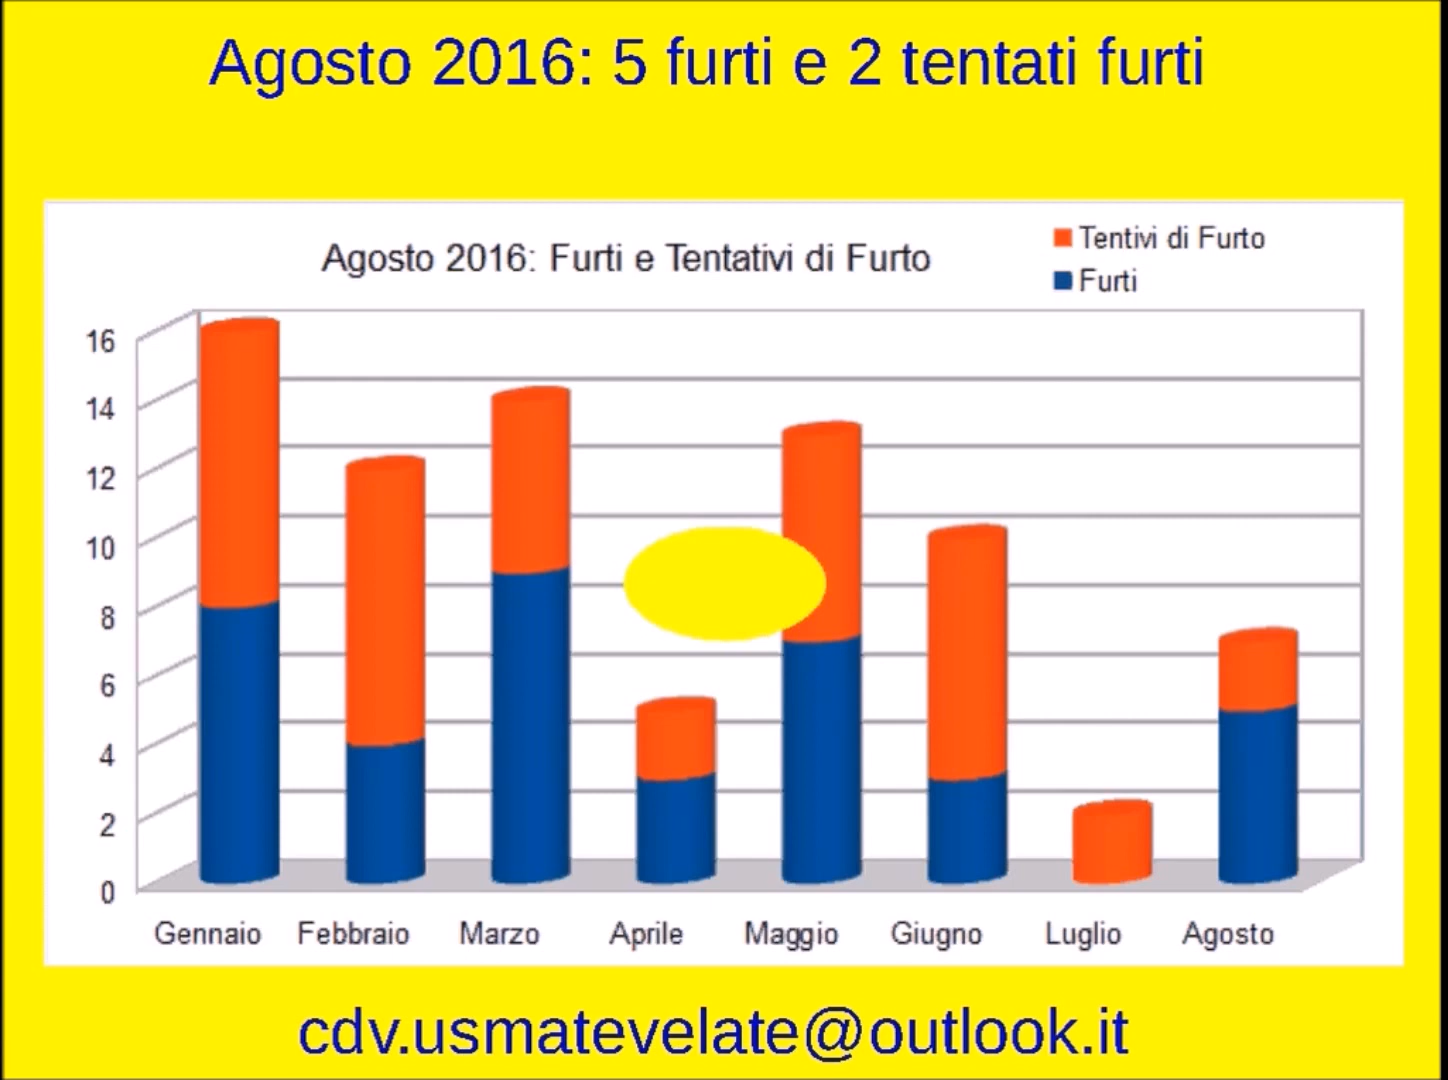 Agosto 2016: 5 furti e 2 tentati furti
Agosto 2016: Furti e Tentativi di Furto
Tentivi di Furto
Furti
16
14
12
10
8
6
4
2
0
Gennaio Febbraio Marzo Aprile Maggio Giugno Luglio Agosto
cdv.usmatevelate@outlook.it